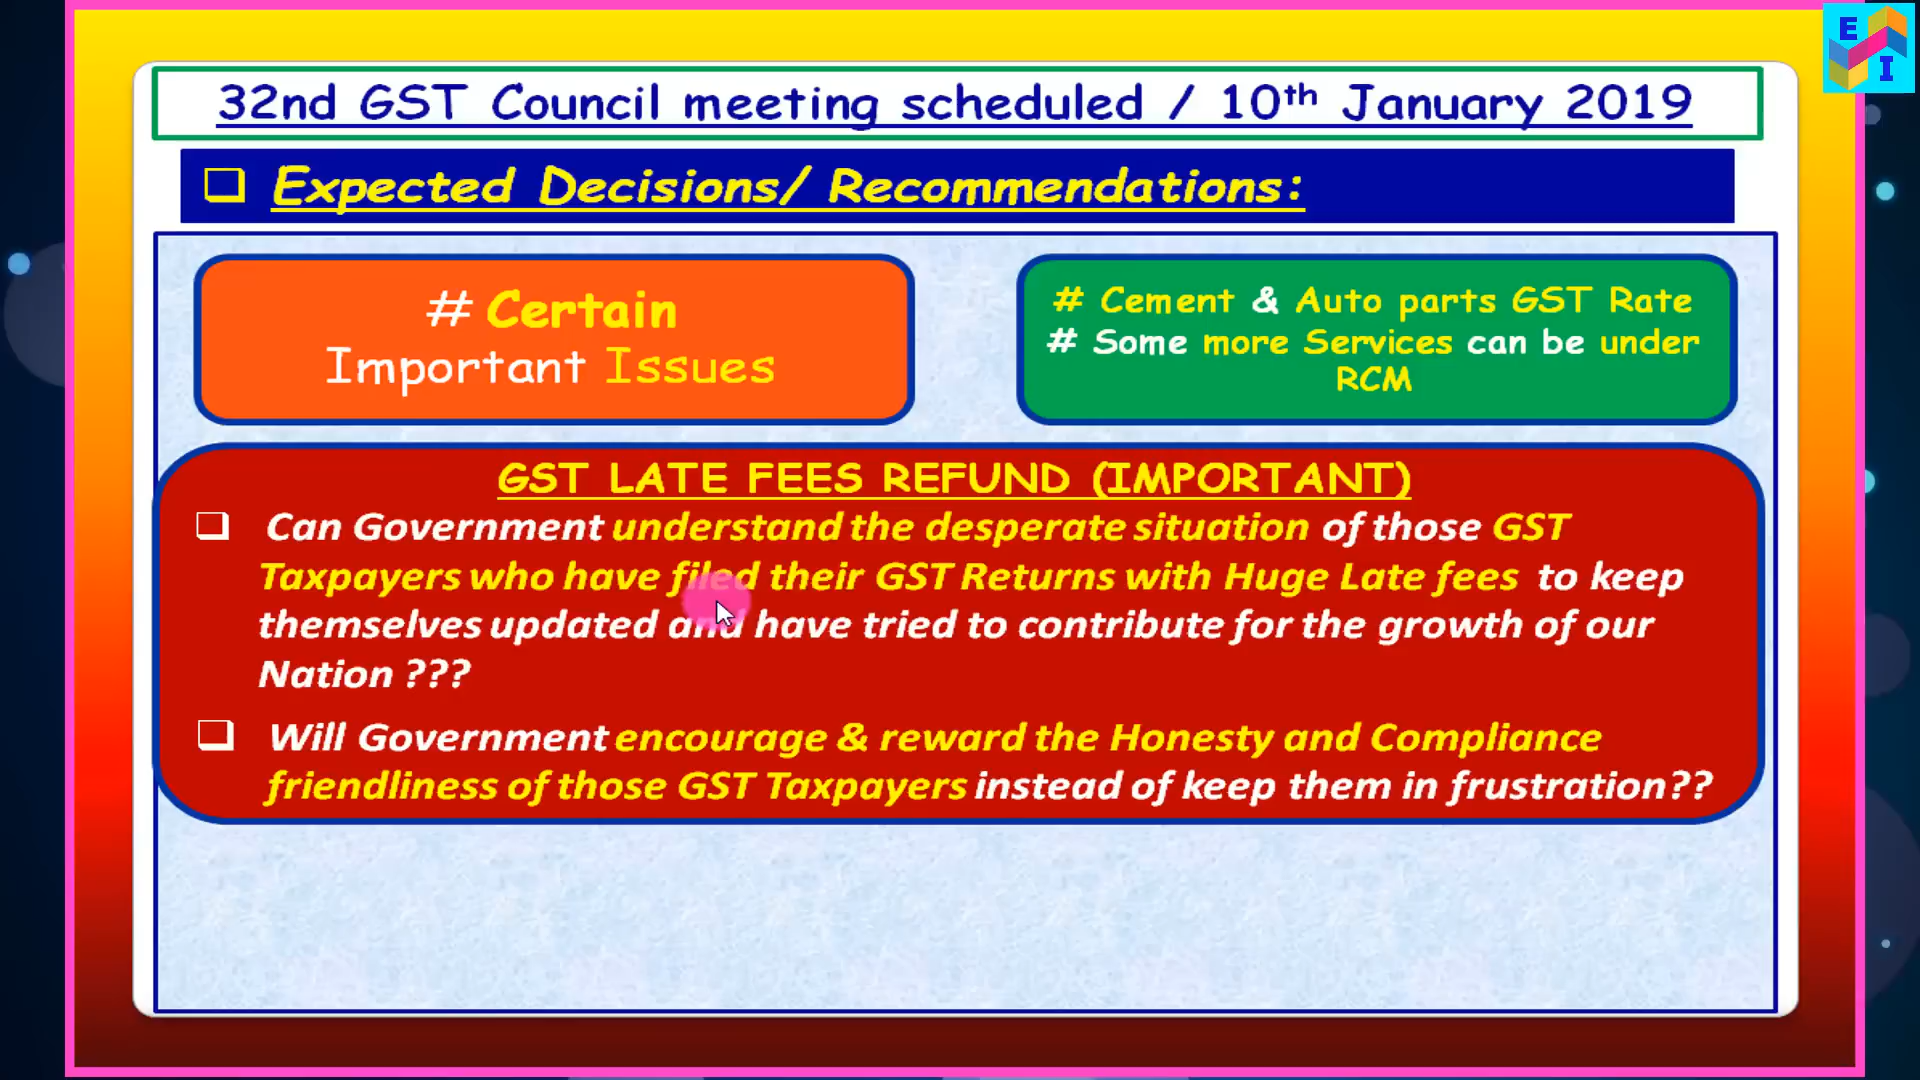 E
I
32nd GST Council meeting scheduled / 10th January 2019
❑ Expected Decisions/ Recommendations:
# Certain
Important Issues
# Cement & Auto parts GST Rate
# Some more Services can be under
RCM
GST LATE FEES REFUND (IMPORTANT)
❑ Can Government understand the desperate situation of those GST
Taxpayers who have filed their GST Returns with Huge Late fees to keep
themselves updated and have tried to contribute for the growth of our
Nation ???
❑ Will Government encourage & reward the Honesty and Compliance
friendliness of those GST Taxpayers instead of keep them in frustration??